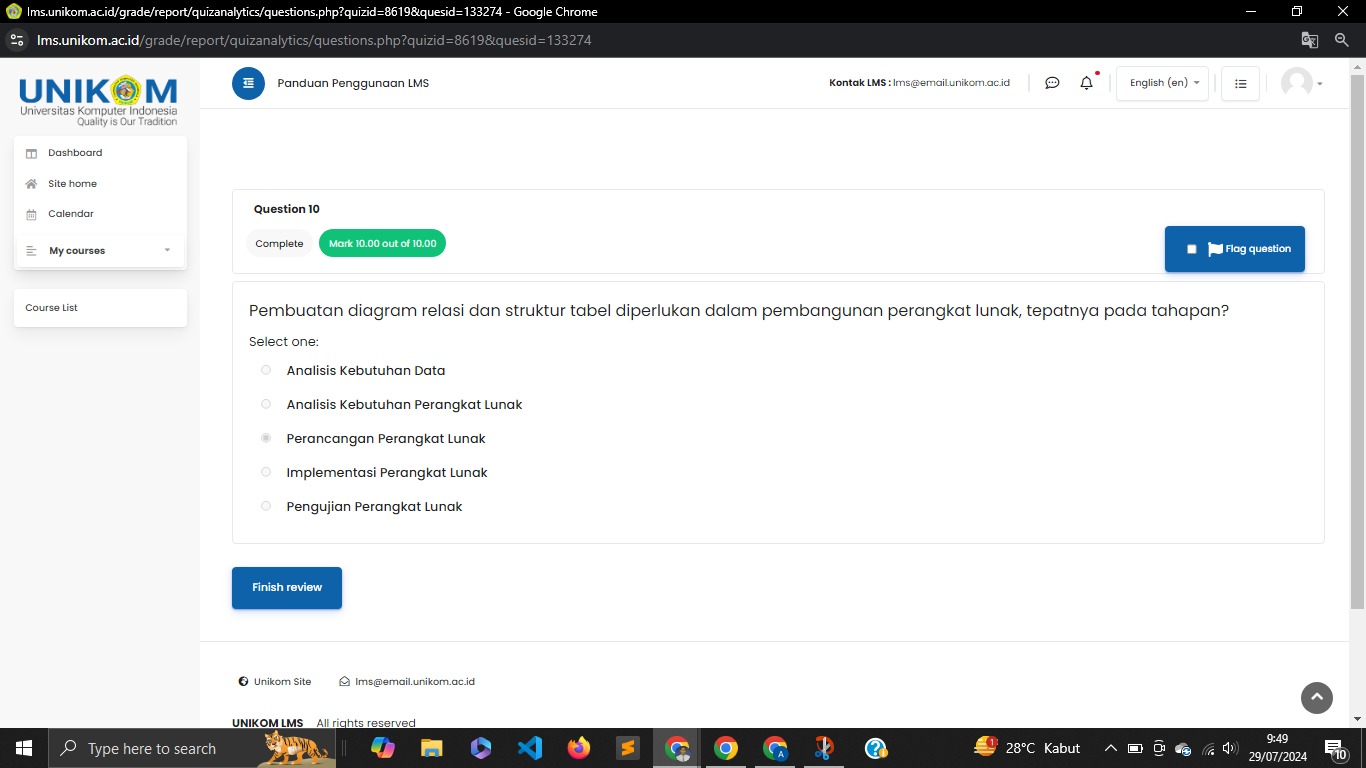 lms.unikom.ac.id/grade/report/quizanalytics/questions.php?quizid=8619&quesid=133274 - Google Chrome
lms.unikom.ac.id/grade/report/quizanalytics/questions.php?quizid=8619&quesid=133274
UNIKOM
Universitas Komputer Indonesia
Quality is Our Tradition
Panduan Penggunaan LMS
Kontak LMS : lms@email.unikom.ac.id
English (en)
Dashboard
Site home
Calendar
My courses
Course List
Question 10
Complete
Mark 10.00 out of 10.00
Flag question
Pembuatan diagram relasi dan struktur tabel diperlukan dalam pembangunan perangkat lunak, tepatnya pada tahapan?
Select one:
Analisis Kebutuhan Data
Analisis Kebutuhan Perangkat Lunak
Perancangan Perangkat Lunak
Implementasi Perangkat Lunak
Pengujian Perangkat Lunak
Finish review
Unikom Site
lms@email.unikom.ac.id
UNIKOM LMS All rights reserved
Type here to search
A
1
28°C Kabut
9:49
29/07/2024
10